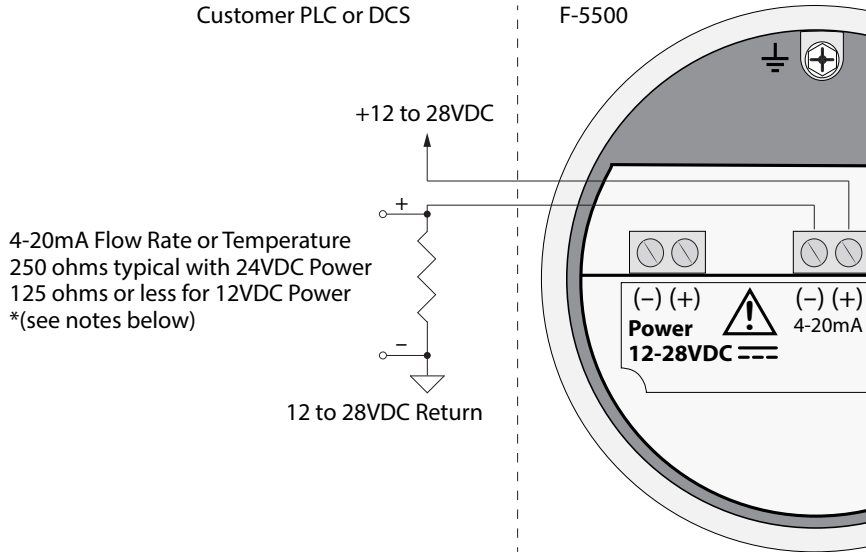 Customer PLC or DCS
F-5500
+12 to 28VDC
+
4-20mA Flow Rate or Temperature
250 ohms typical with 24VDC Power
125 ohms or less for 12VDC Power
*(see notes below)
−
12 to 28VDC Return
(−) (+)
Power
12-28VDC
(−) (+)
4-20mA